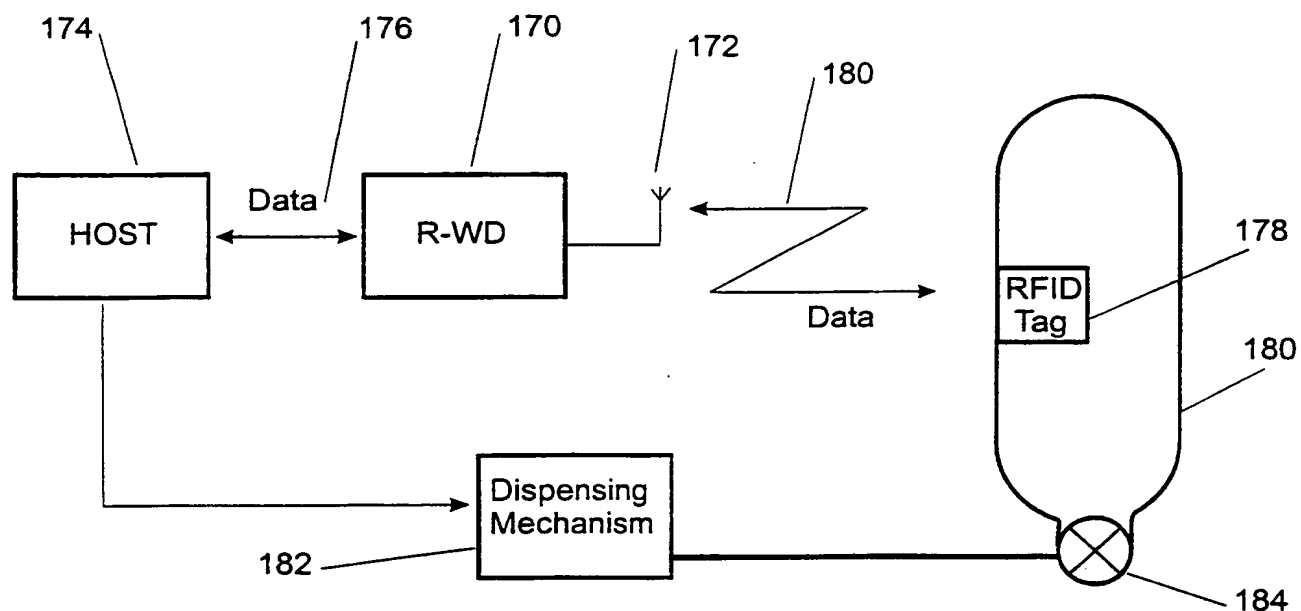 174
176
170
172
180
HOST
Data
R-WD
178
RFID
Tag
Data
180
Dispensing
Mechanism
182
184